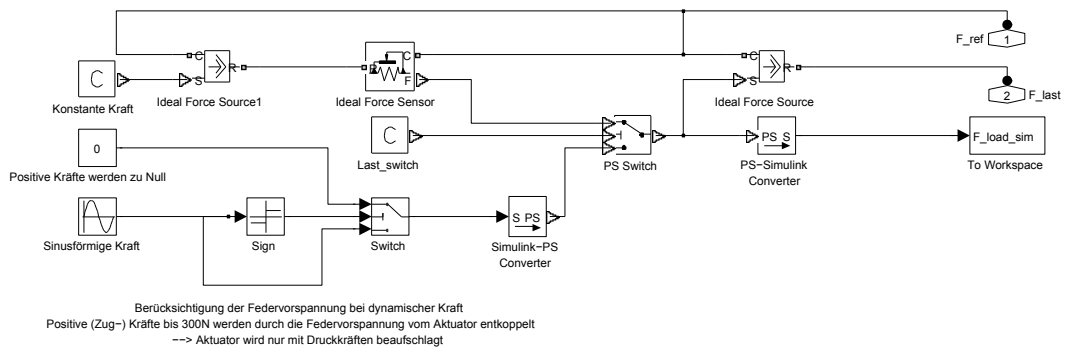 F_ref
1
C
R
S
C
R
C
F
C
R
S
2
F_last
Konstante Kraft
Ideal Force Source1
Ideal Force Sensor
Ideal Force Source
C
Last_switch
PS Switch
PS S
PS−Simulink
Converter
F_load_sim
To Workspace
0
Positive Kräfte werden zu Null
Sinusförmige Kraft
Sign
Switch
S PS
Simulink−PS
Converter
Berücksichtigung der Federvorspannung bei dynamischer Kraft
Positive (Zug−) Kräfte bis 300N werden durch die Federvorspannung vom Aktuator entkoppelt
−−> Aktuator wird nur mit Druckkräften beaufschlagt